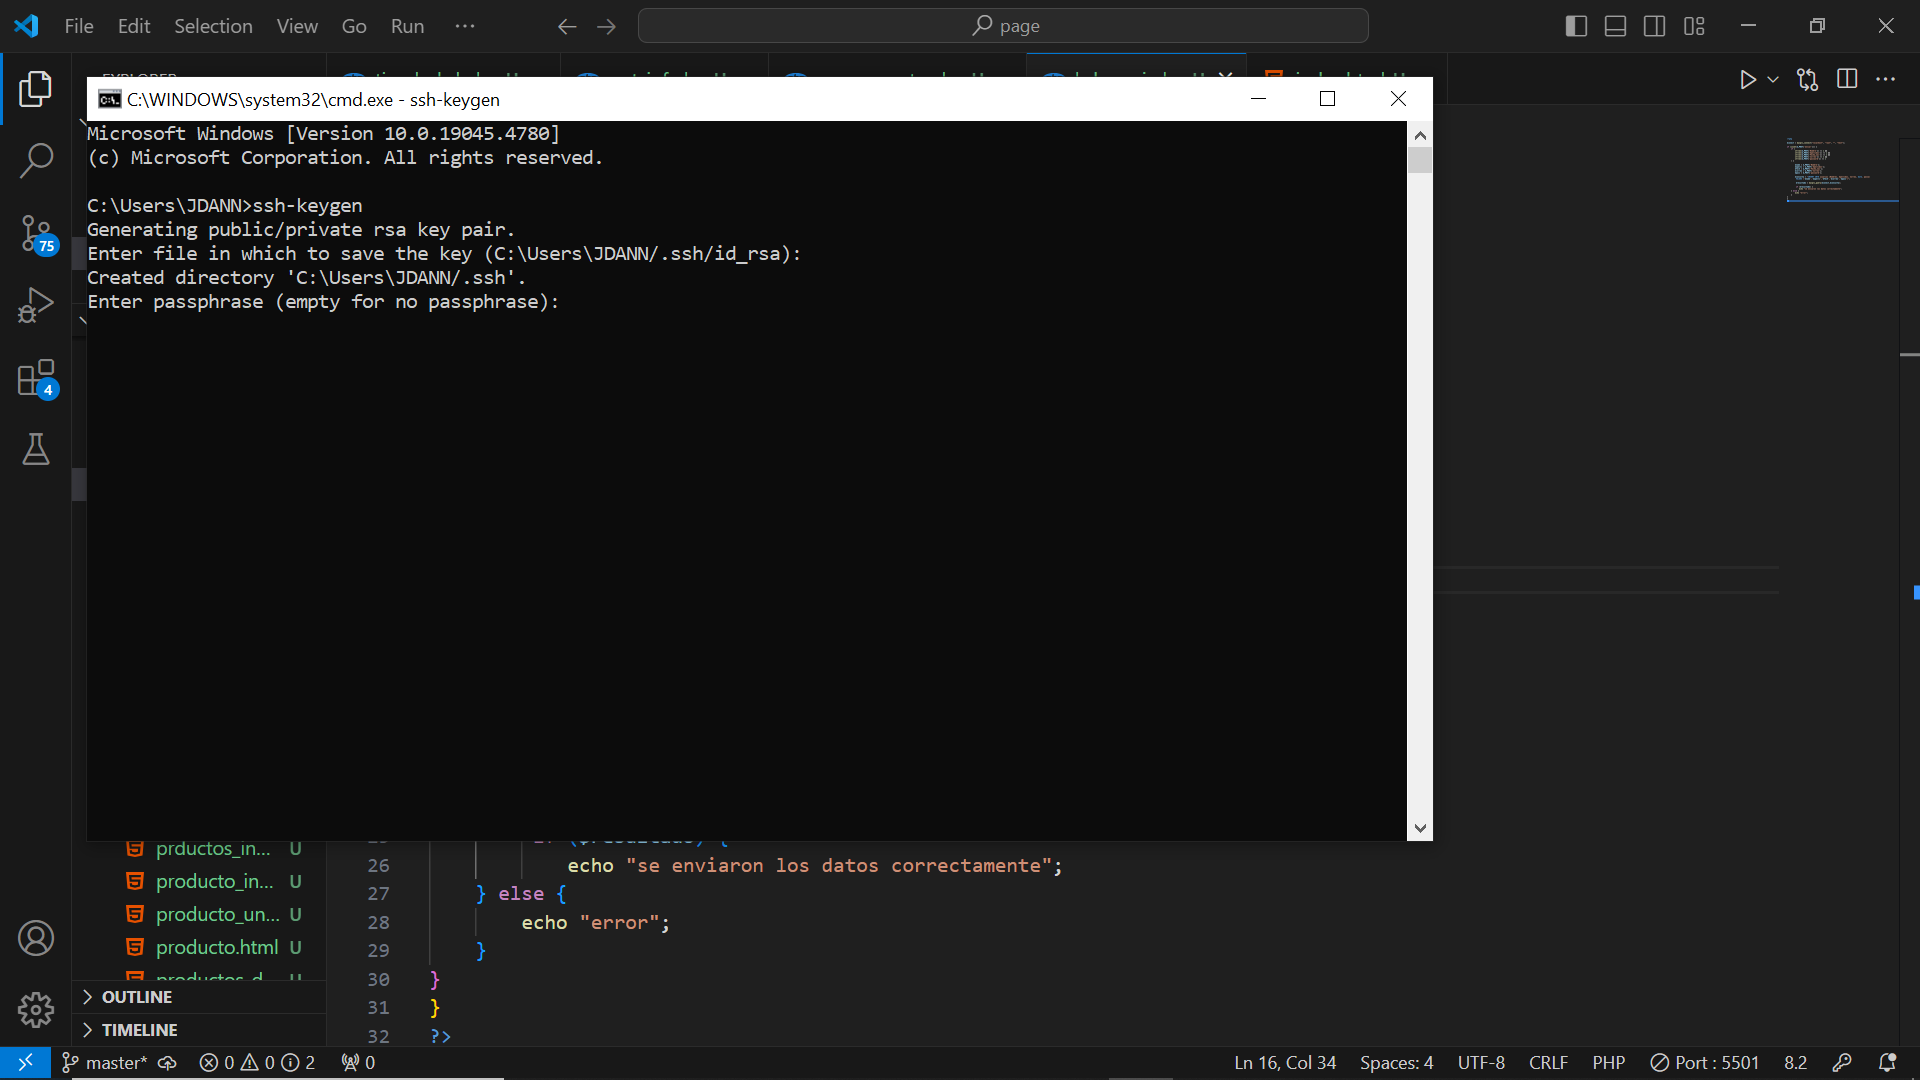 File Edit Selection View Go Run ···
page
C:\WINDOWS\system32\cmd.exe - ssh-keygen
Microsoft Windows [Version 10.0.19045.4780]
(c) Microsoft Corporation. All rights reserved.
C:\Users\JDANN>ssh-keygen
Generating public/private rsa key pair.
Enter file in which to save the key (C:\Users\JDANN/.ssh/id_rsa):
Created directory 'C:\Users\JDANN/.ssh'.
Enter passphrase (empty for no passphrase):
75
4
prductos_in... U
producto_in... U
producto_un... U
producto.html U
OUTLINE
TIMELINE
26 echo "se enviaron los datos correctamente";
27 } else {
28 echo "error";
29 }
30 }
31 }
32 ?>
master* 0 0 2 0 Ln 16, Col 34 Spaces: 4 UTF-8 CRLF PHP Port : 5501 8.2